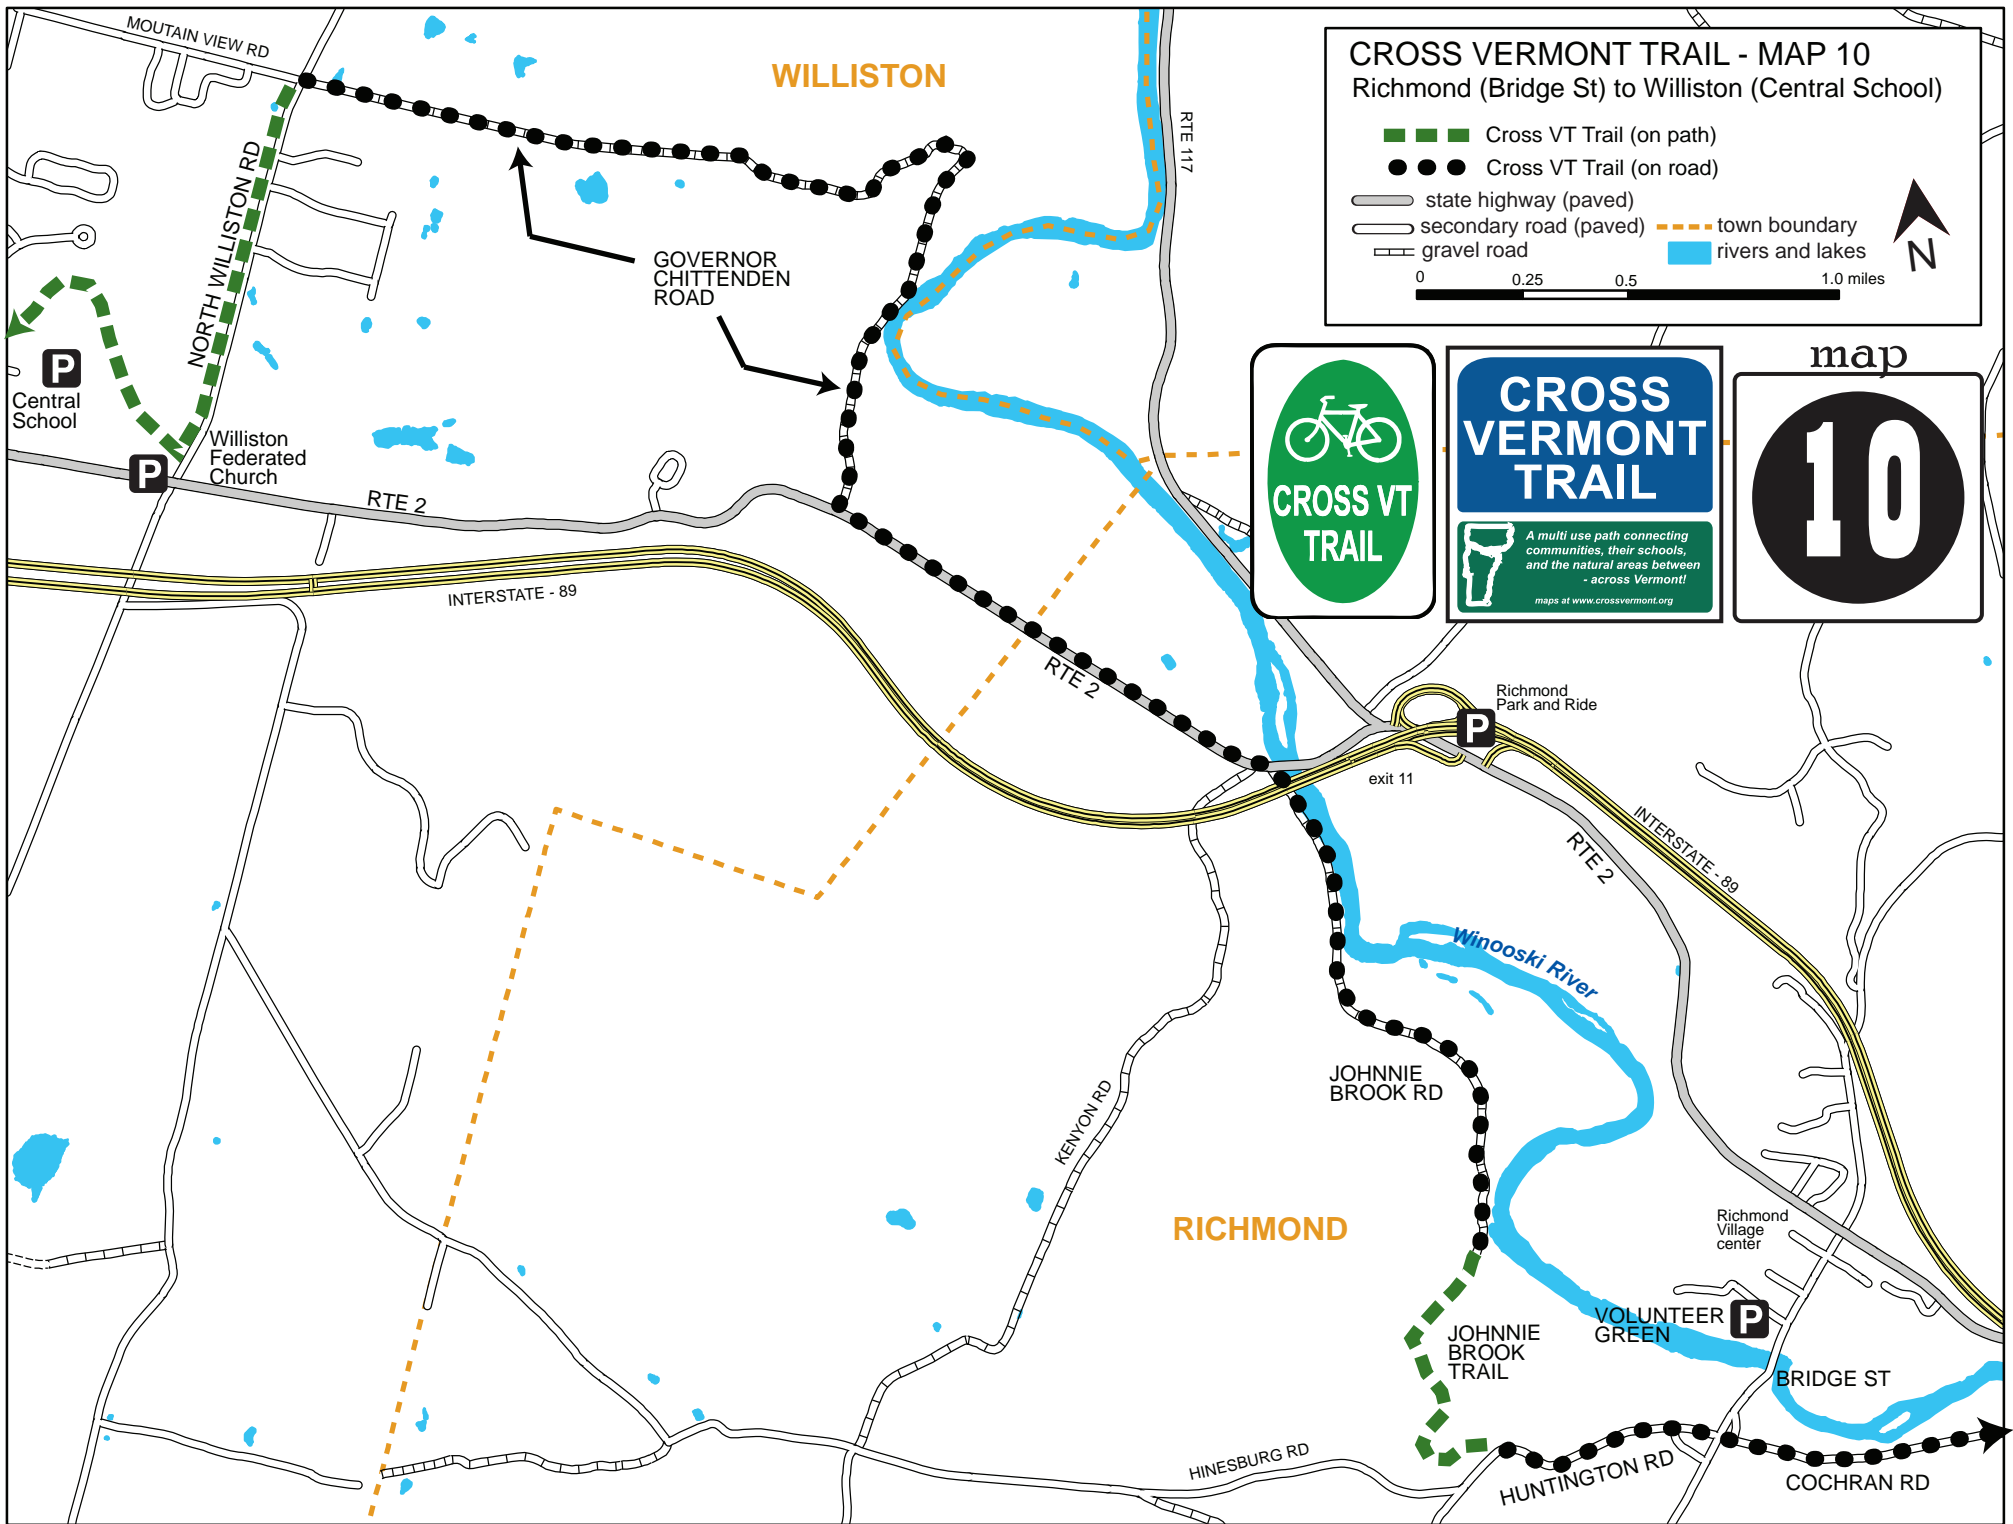 MOUTAIN VIEW RD
WILLISTON
RTE 117
CROSS VERMONT TRAIL - MAP 10
Richmond (Bridge St) to Williston (Central School)
Cross VT Trail (on path)
Cross VT Trail (on road)
state highway (paved)
secondary road (paved)
town boundary
gravel road
rivers and lakes
N
0
0.25
0.5
1.0 miles
NORTH WILLISTON RD
GOVERNOR
CHITTENDEN
ROAD
P
Central
School
Williston
Federated
Church
P
RTE 2
INTERSTATE - 89
CROSS VT
TRAIL
CROSS
VERMONT
TRAIL
A multi use path connecting
communities, their schools,
and the natural areas between
- across Vermont!
maps at www.crossvermont.org
map
10
RTE 2
Richmond
Park and Ride
P
exit 11
INTERSTATE - 89
RTE 2
Winooski River
JOHNNIE
BROOK RD
KENYON RD
RICHMOND
Richmond
Village
center
VOLUNTEER
GREEN
P
JOHNNIE
BROOK
TRAIL
BRIDGE ST
HINESBURG RD
HUNTINGTON RD
COCHRAN RD